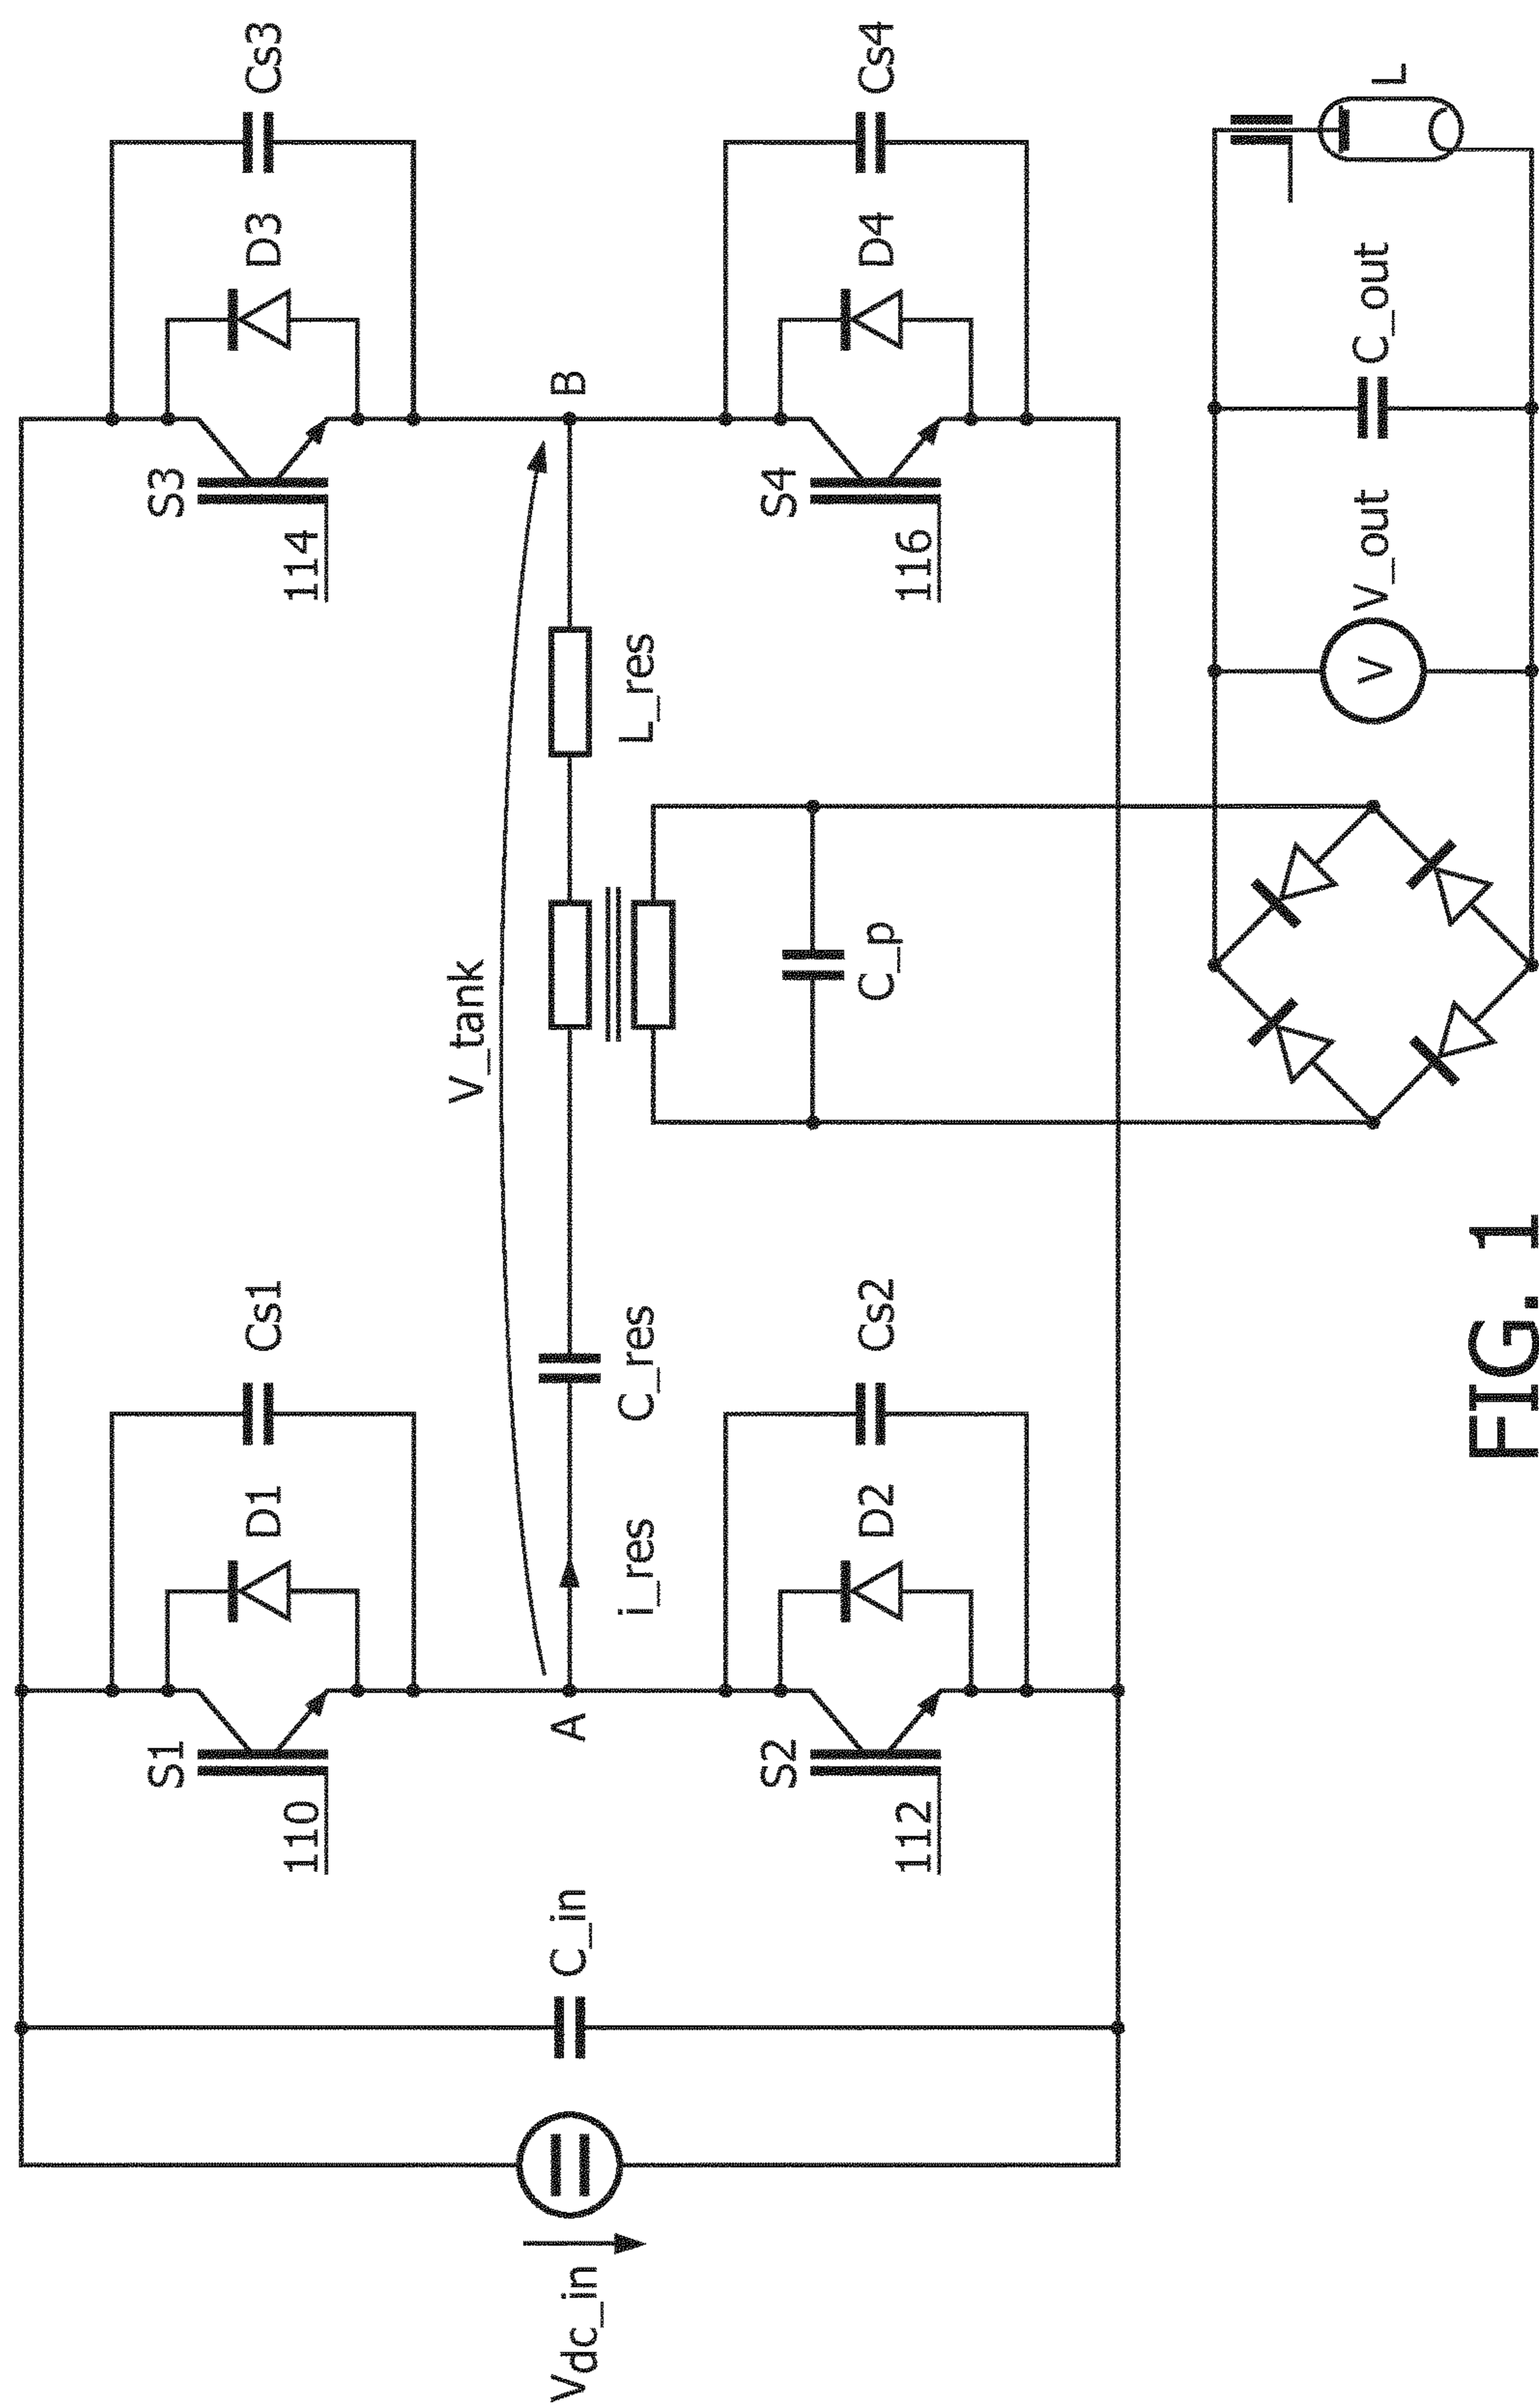 S1
110
D1
Cs1
S3
114
D3
Cs3
V_tank
Vdc_in
C_in
A
i_res
C_res
L_res
B
S2
112
D2
Cs2
C_p
S4
116
D4
Cs4
V
V_out
C_out
L
FIG. 1